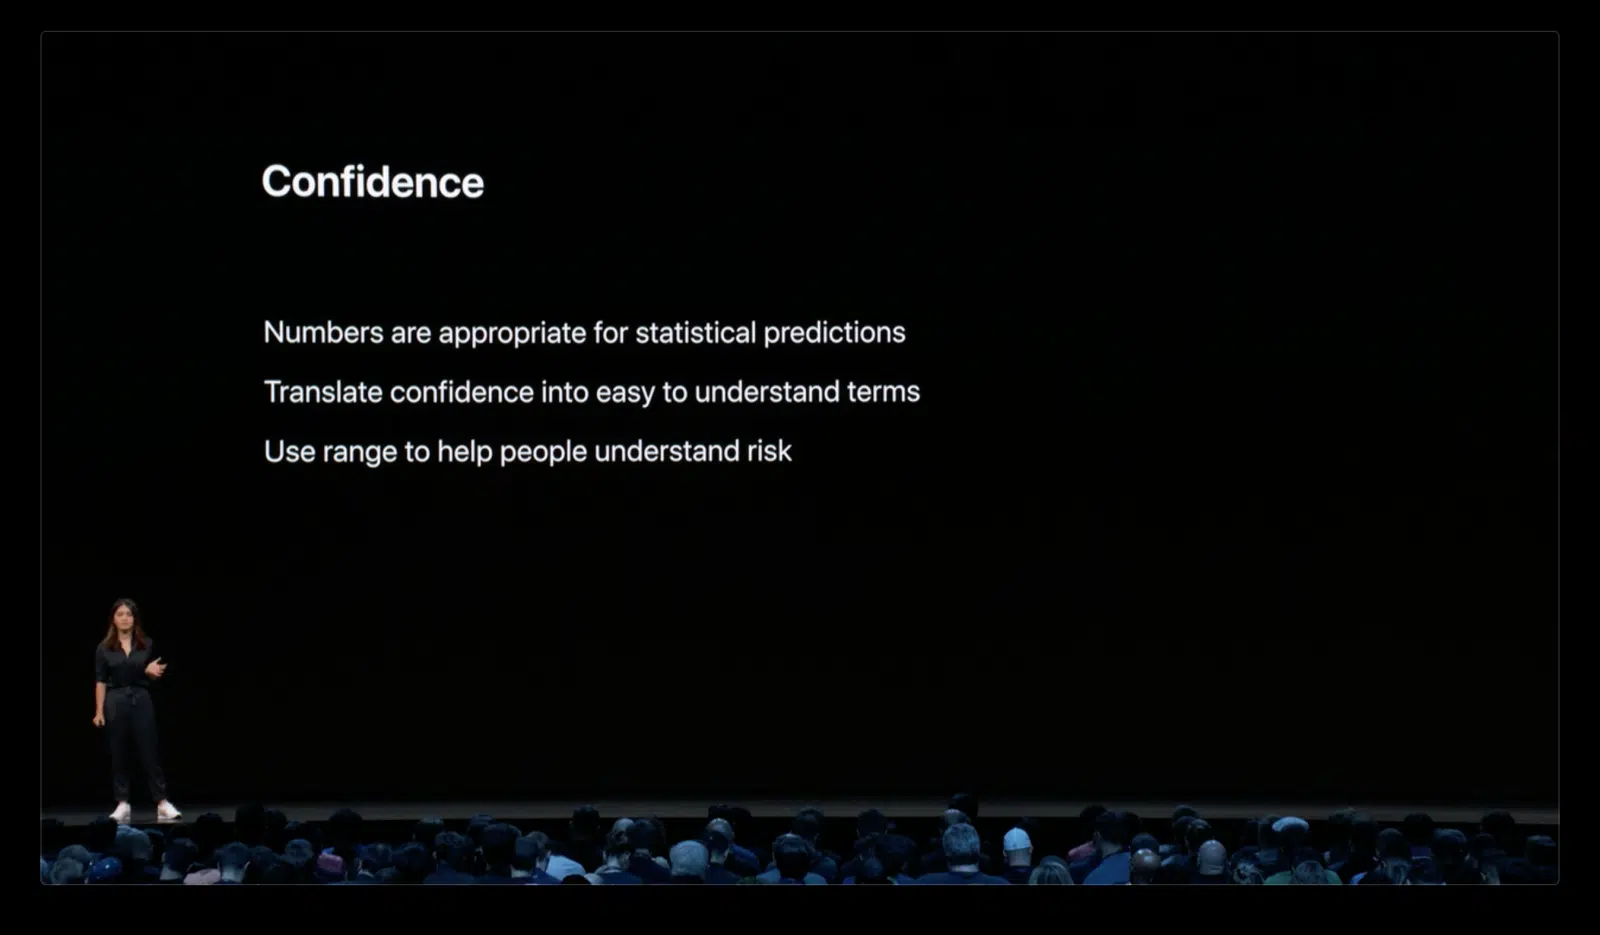 Confidence
Numbers are appropriate for statistical predictions
Translate confidence into easy to understand terms
Use range to help people understand risk